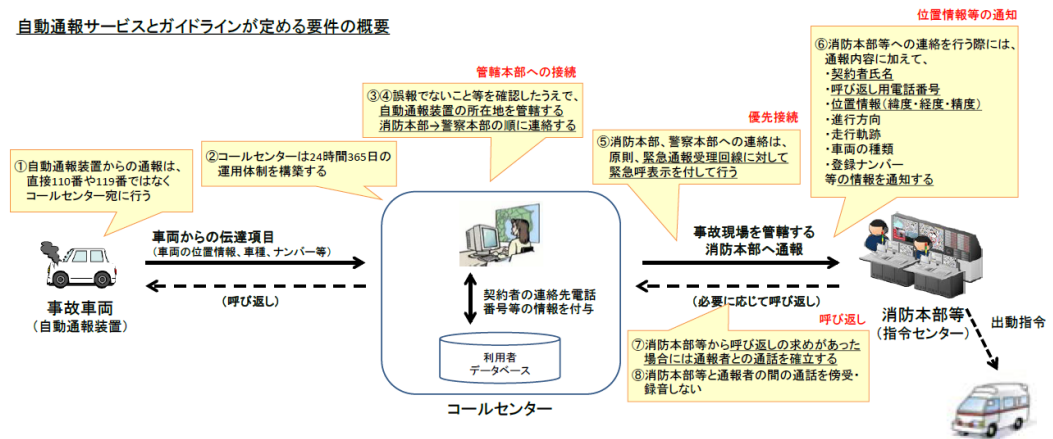 自動通報サービスとガイドラインが定める要件の概要
位置情報等の通知
⑥消防本部等への連絡を行う際には、
通報内容に加えて、
・契約者氏名
・呼び返し用電話番号
・位置情報(緯度・経度・精度)
・進行方向
・走行軌跡
・車両の種類
・登録ナンバー
等の情報を通知する
管轄本部への接続
③④誤報でないこと等を確認したうえで、
自動通報装置の所在地を管轄する
消防本部→警察本部の順に連絡する
優先接続
⑤消防本部、警察本部への連絡は、
原則、緊急通報受理回線に対して
緊急呼表示を付して行う
②コールセンターは24時間365日の
運用体制を構築する
①自動通報装置からの通報は、
直接110番や119番ではなく
コールセンター宛に行う
車両からの伝達項目
(車両の位置情報、車種、ナンバー等)
(呼び返し)
事故車両
(自動通報装置)
契約者の連絡先電話
番号等の情報を付与
利用者
データベース
コールセンター
事故現場を管轄する
消防本部へ通報
(必要に応じて呼び返し)
呼び返し
⑦消防本部等から呼び返しの求めがあった
場合には通報者との通話を確立する
⑧消防本部等と通報者の間の通話を傍受・
録音しない
消防本部等
(指令センター)
出動指令